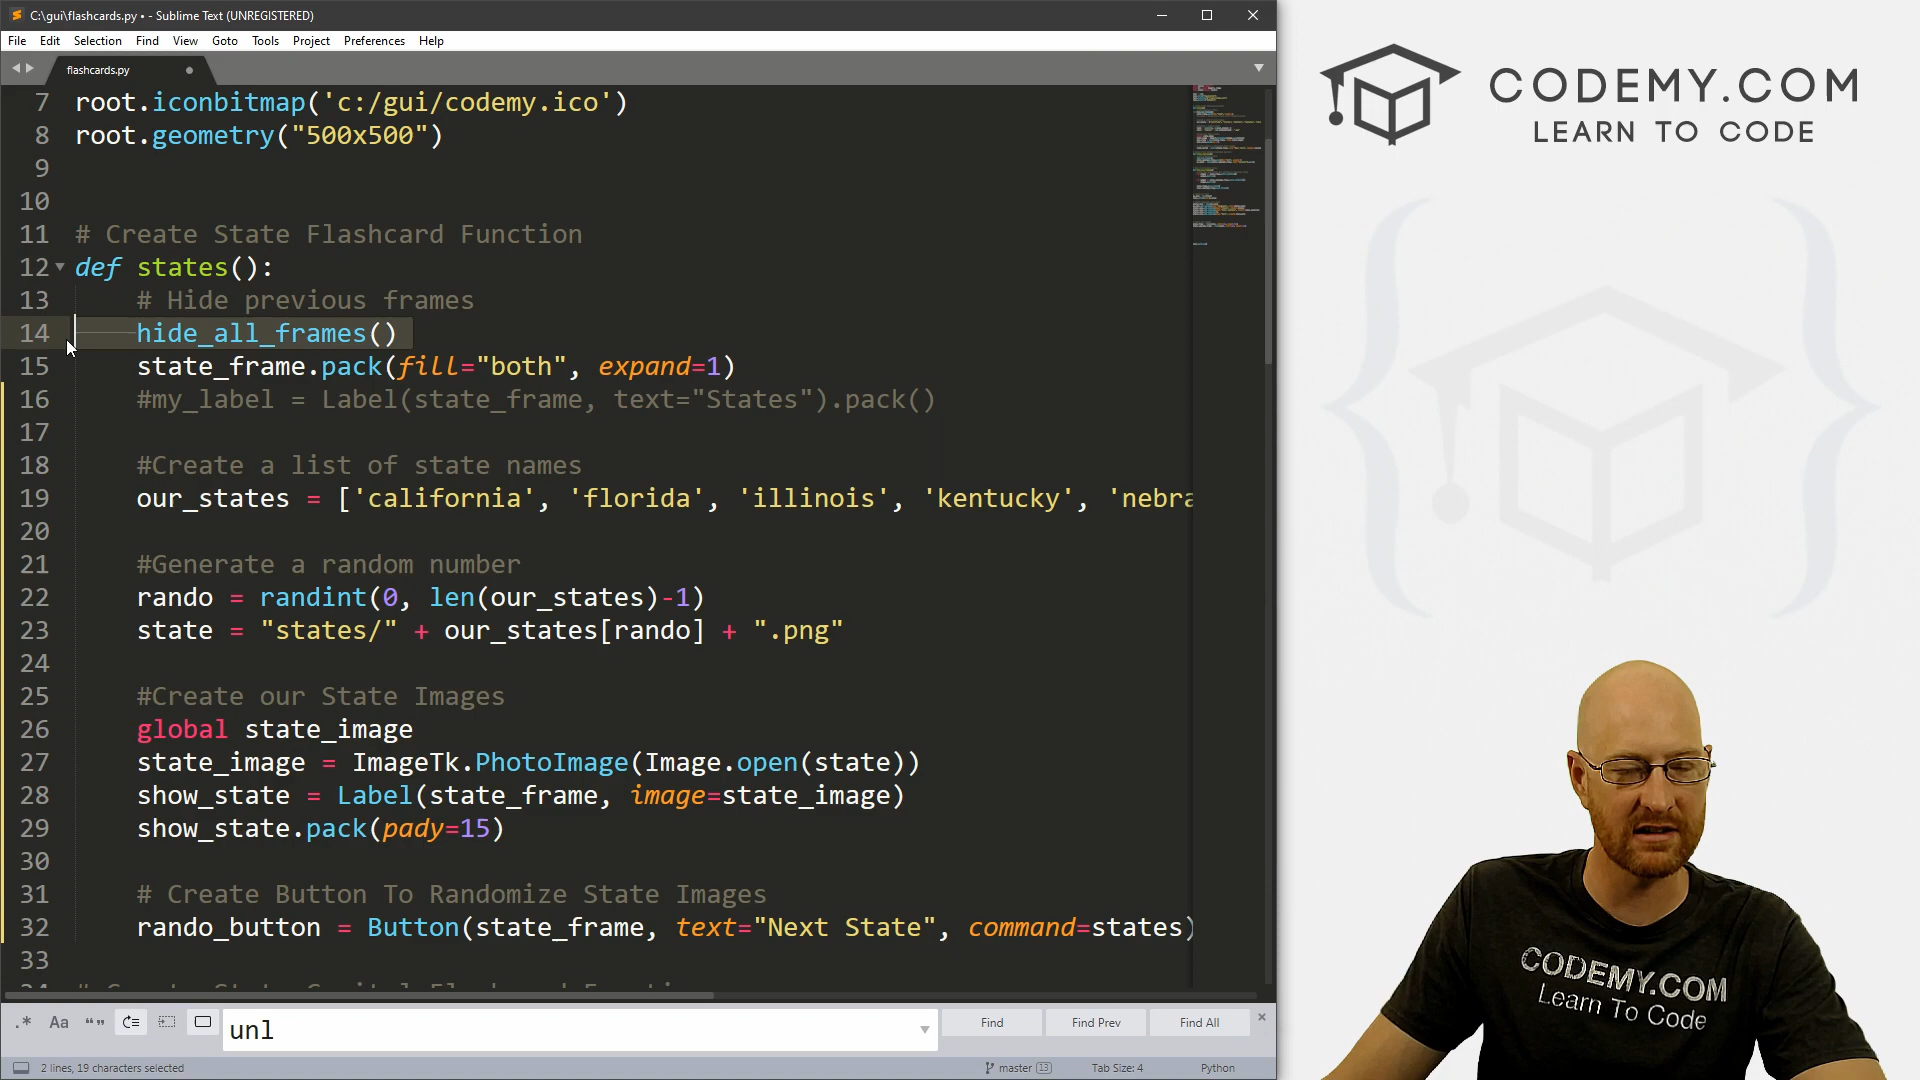 C:\gui\flashcards.py • - Sublime Text (UNREGISTERED)
File Edit Selection Find View Goto Tools Project Preferences Help
flashcards.py
7 root.iconbitmap('c:/gui/codemy.ico')
8 root.geometry("500x500")
9
10
11 # Create State Flashcard Function
12 def states():
13 # Hide previous frames
14 hide_all_frames()
15 state_frame.pack(fill="both", expand=1)
16 #my_label = Label(state_frame, text="States").pack()
17
18 #Create a list of state names
19 our_states = ['california', 'florida', 'illinois', 'kentucky', 'nebra
20
21 #Generate a random number
22 rando = randint(0, len(our_states)-1)
23 state = "states/" + our_states[rando] + ".png"
24
25 #Create our State Images
26 global state_image
27 state_image = ImageTk.PhotoImage(Image.open(state))
28 show_state = Label(state_frame, image=state_image)
29 show_state.pack(pady=15)
30
31 # Create Button To Randomize State Images
32 rando_button = Button(state_frame, text="Next State", command=states)
33
.* Aa “” unl Find Find Prev Find All
2 lines, 19 characters selected master 13 Tab Size: 4 Python
CODEMY.COM
LEARN TO CODE
CODEMY.COM
Learn To Code